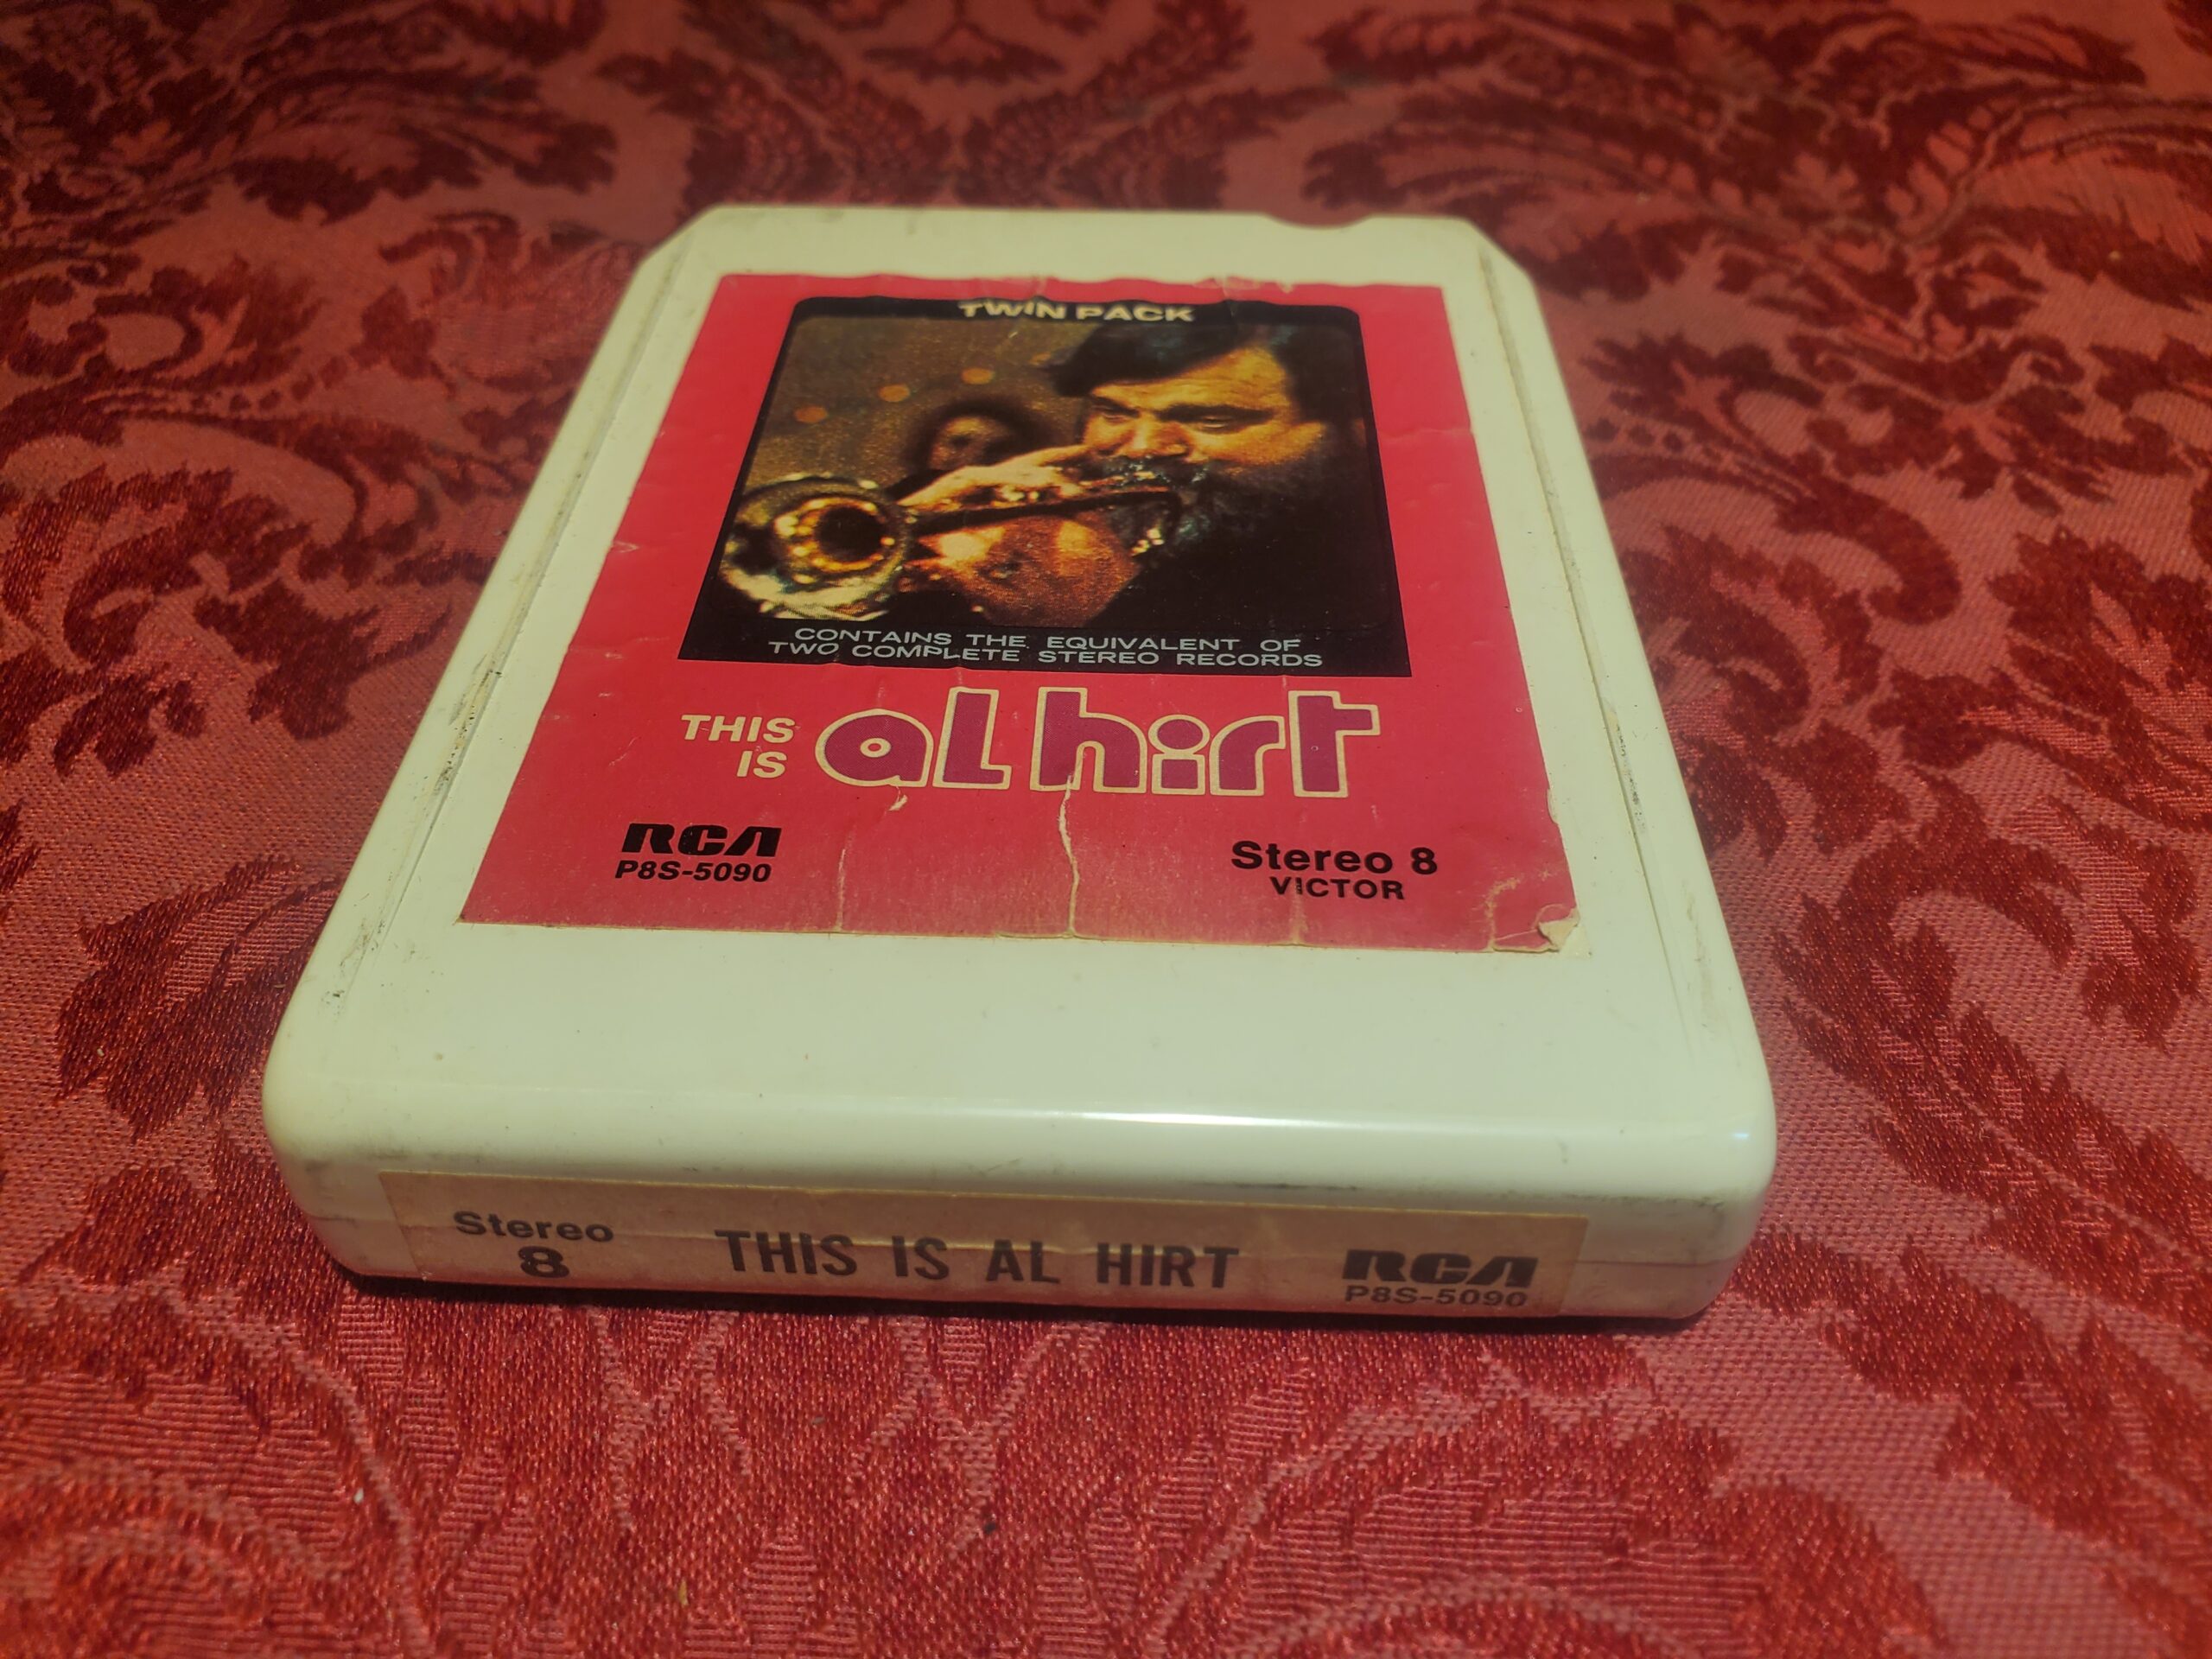 TWIN PACK
CONTAINS THE EQUIVALENT OF
TWO COMPLETE STEREO RECORDS
THIS
IS
aL hirt
RCA
P8S-5090
Stereo 8
VICTOR
Stereo
8
THIS IS AL HIRT
RCA
P8S-5090